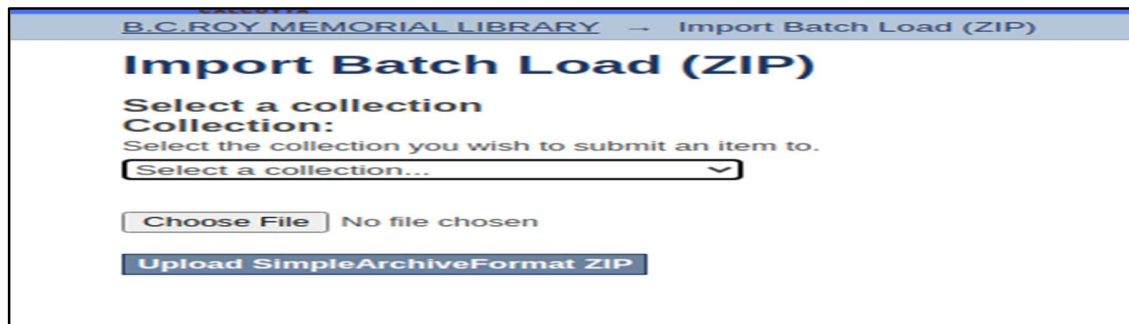 CALCUTTA
B.C.ROY MEMORIAL LIBRARY → Import Batch Load (ZIP)
Import Batch Load (ZIP)
Select a collection
Collection:
Select the collection you wish to submit an item to.
Select a collection...
Choose File No file chosen
Upload SimpleArchiveFormat ZIP